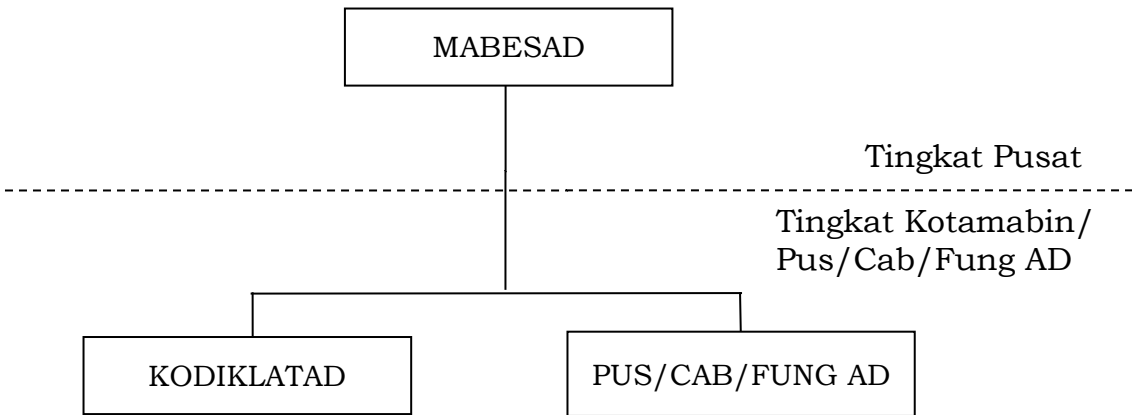 MABESAD
Tingkat Pusat
Tingkat Kotamabin/
Pus/Cab/Fung AD
KODIKLATAD
PUS/CAB/FUNG AD